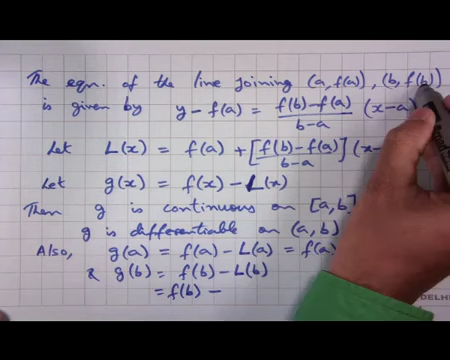 The eqn. of the line joining (a, f(a)), (b, f(b))
is given by y − f(a) = f(b)−f(a)/b−a (x−a)
Let L(x) = f(a) + [f(b)−f(a)/b−a] (x−
Let g(x) = f(x) − L(x)
Then g is continuous on [a, b]
g is differentiable on (a, b)
Also, g(a) = f(a) − L(a) = f(a)
& g(b) = f(b) − L(b)
= f(b) −
DELHI